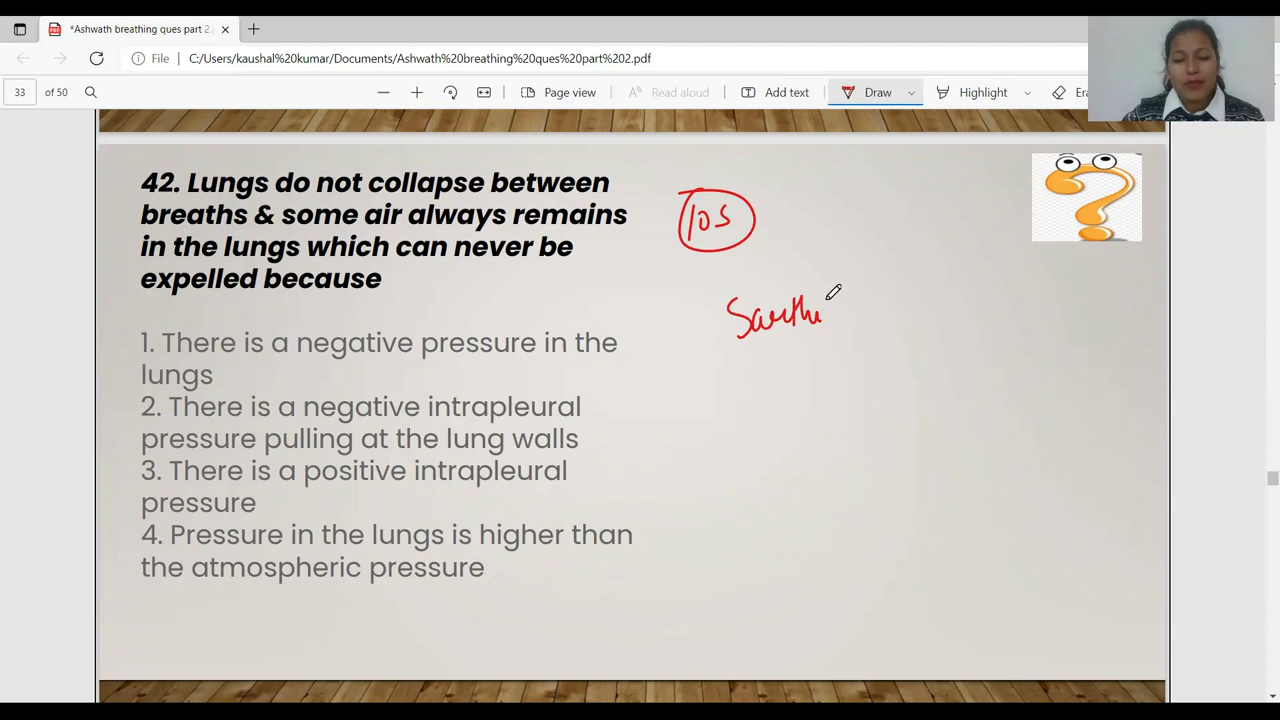 *Ashwath breathing ques part 2.
File C:/Users/kaushal%20kumar/Documents/Ashwath%20breathing%20ques%20part%202.pdf
33 of 50 Page view Read aloud Add text Draw Highlight Era
42. Lungs do not collapse between
breaths & some air always remains
in the lungs which can never be
expelled because
10S
Sarthi
1. There is a negative pressure in the
lungs
2. There is a negative intrapleural
pressure pulling at the lung walls
3. There is a positive intrapleural
pressure
4. Pressure in the lungs is higher than
the atmospheric pressure